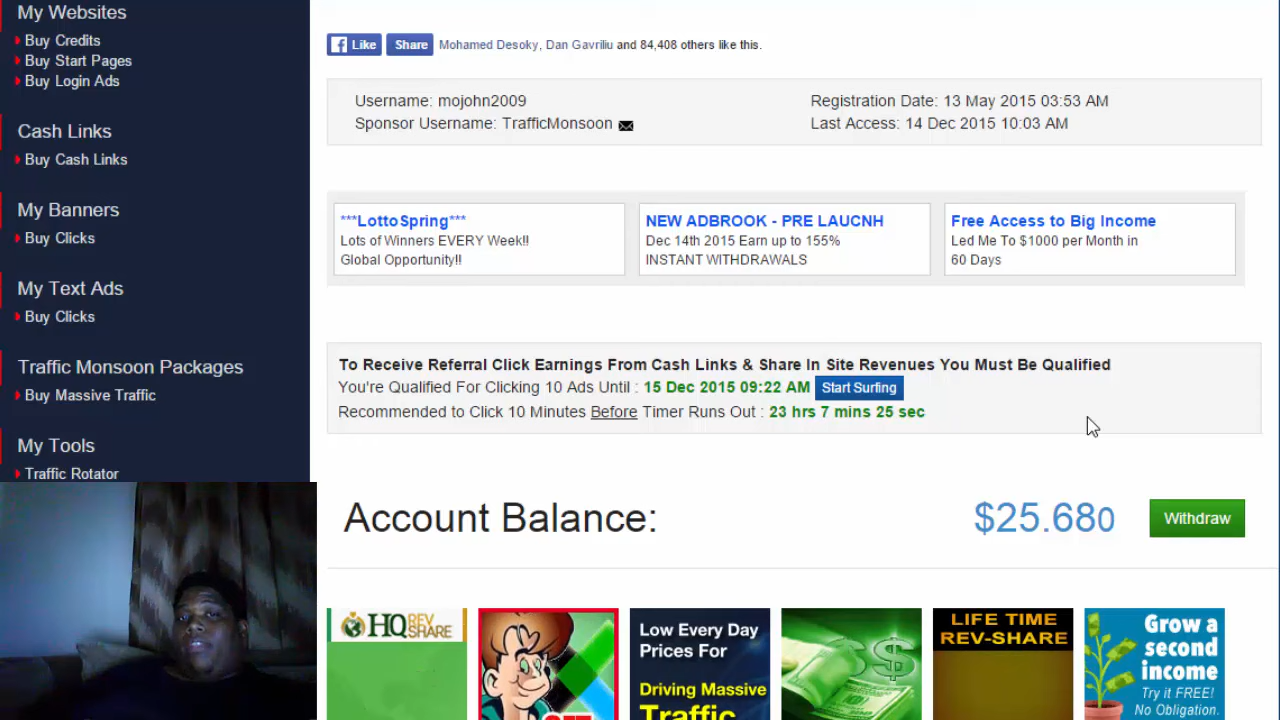 My Websites
Buy Credits
Buy Start Pages
Buy Login Ads
Cash Links
Buy Cash Links
My Banners
Buy Clicks
My Text Ads
Buy Clicks
Traffic Monsoon Packages
Buy Massive Traffic
My Tools
Traffic Rotator
Like Share Mohamed Desoky, Dan Gavriliu and 84,408 others like this.
Username: mojohn2009
Sponsor Username: TrafficMonsoon
Registration Date: 13 May 2015 03:53 AM
Last Access: 14 Dec 2015 10:03 AM
***LottoSpring***
Lots of Winners EVERY Week!!
Global Opportunity!!
NEW ADBROOK - PRE LAUCNH
Dec 14th 2015 Earn up to 155%
INSTANT WITHDRAWALS
Free Access to Big Income
Led Me To $1000 per Month in
60 Days
To Receive Referral Click Earnings From Cash Links & Share In Site Revenues You Must Be Qualified
You're Qualified For Clicking 10 Ads Until : 15 Dec 2015 09:22 AM Start Surfing
Recommended to Click 10 Minutes Before Timer Runs Out : 23 hrs 7 mins 25 sec
Account Balance: $25.680 Withdraw
HQ REV
SHARE
Low Every Day
Prices For
Driving Massive
Traffic
LIFE TIME
REV-SHARE
Grow a
second
income
Try it FREE!
No Obligation.